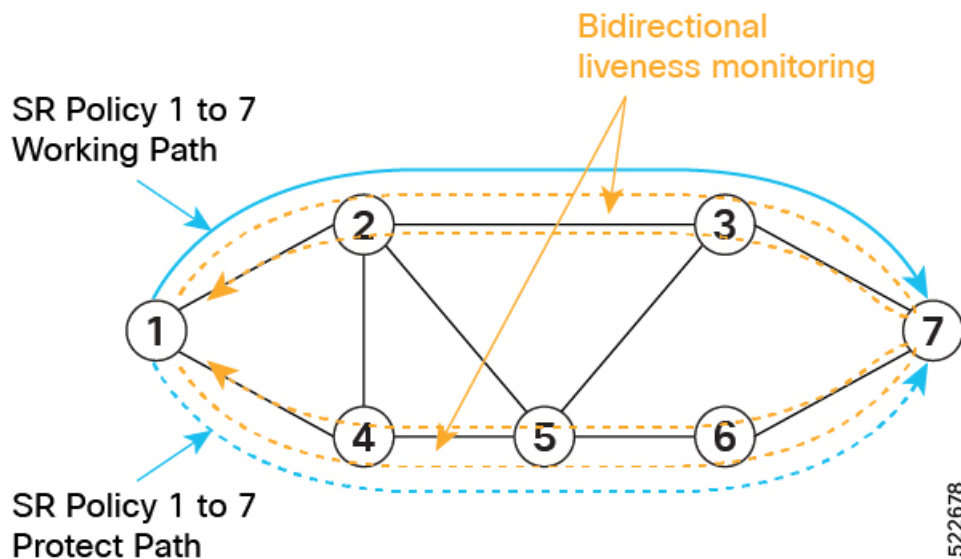 Bidirectional
liveness monitoring
SR Policy 1 to 7
Working Path
2
3
1
7
4
5
6
SR Policy 1 to 7
Protect Path
522678